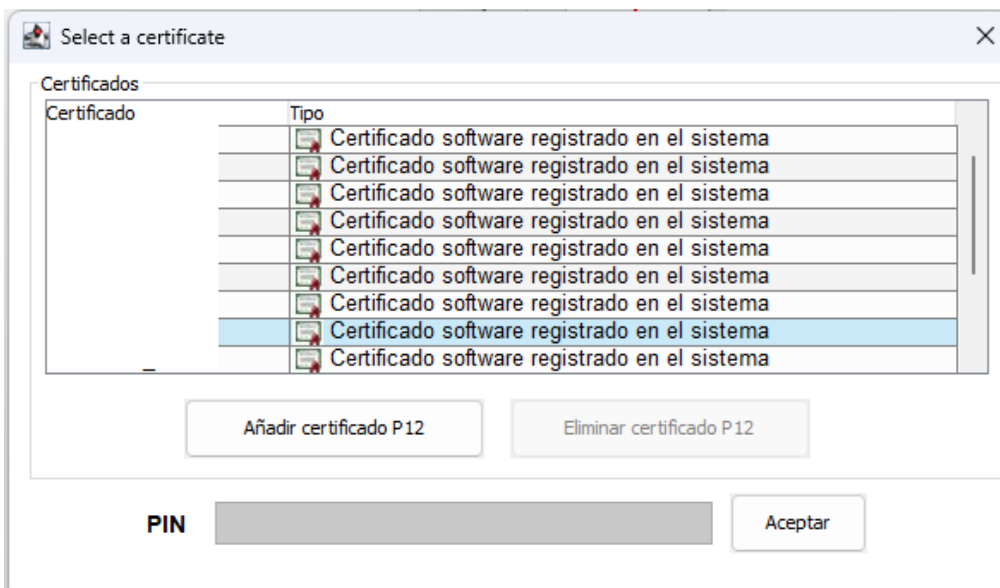 Select a certificate
Certificados
Certificado Tipo
Certificado software registrado en el sistema
Certificado software registrado en el sistema
Certificado software registrado en el sistema
Certificado software registrado en el sistema
Certificado software registrado en el sistema
Certificado software registrado en el sistema
Certificado software registrado en el sistema
Certificado software registrado en el sistema
Certificado software registrado en el sistema
Añadir certificado P12 Eliminar certificado P12
PIN Aceptar